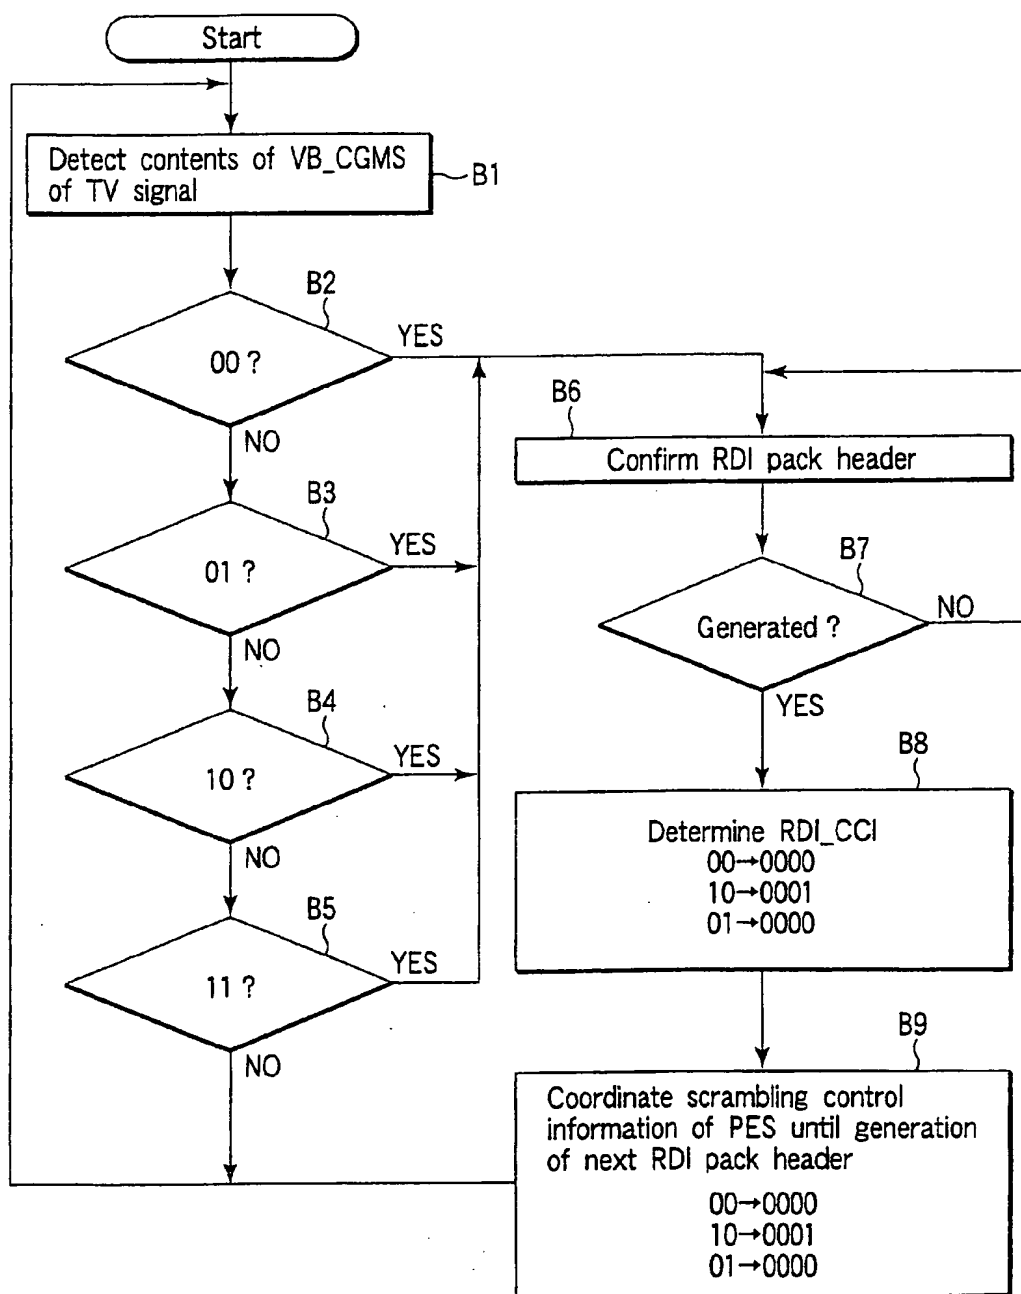 Start
Detect contents of VB_CGMS
of TV signal
B1
B2
00 ?
YES
NO
B3
01 ?
YES
NO
B4
10 ?
YES
NO
B5
11 ?
YES
NO
B6
Confirm RDI pack header
B7
Generated ?
NO
YES
B8
Determine RDI_CCI
00→0000
10→0001
01→0000
B9
Coordinate scrambling control
information of PES until generation
of next RDI pack header
00→0000
10→0001
01→0000